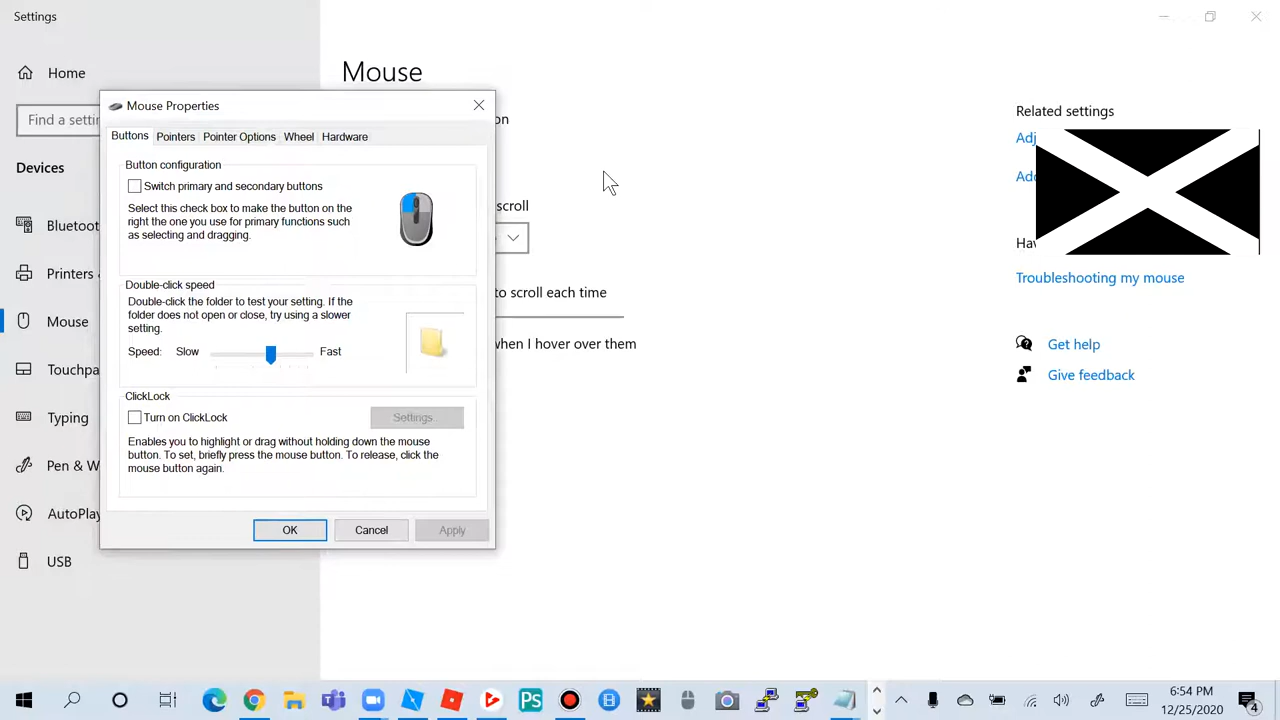 Settings
Home
Find a setti
Devices
Bluetoot
Printers &
Mouse
Touchpa
Typing
Pen & W
AutoPlay
USB
Mouse
on
scroll
to scroll each time
when I hover over them
Mouse Properties
Buttons Pointers Pointer Options Wheel Hardware
Button configuration
Switch primary and secondary buttons
Select this check box to make the button on the
right the one you use for primary functions such
as selecting and dragging.
Double-click speed
Double-click the folder to test your setting. If the
folder does not open or close, try using a slower
setting.
Speed: Slow Fast
ClickLock
Turn on ClickLock Settings
Enables you to highlight or drag without holding down the mouse
button. To set, briefly press the mouse button. To release, click the
mouse button again.
OK Cancel Apply
Related settings
Adj
Add
Hav
Troubleshooting my mouse
Get help
Give feedback
PS
6:54 PM
12/25/2020
4